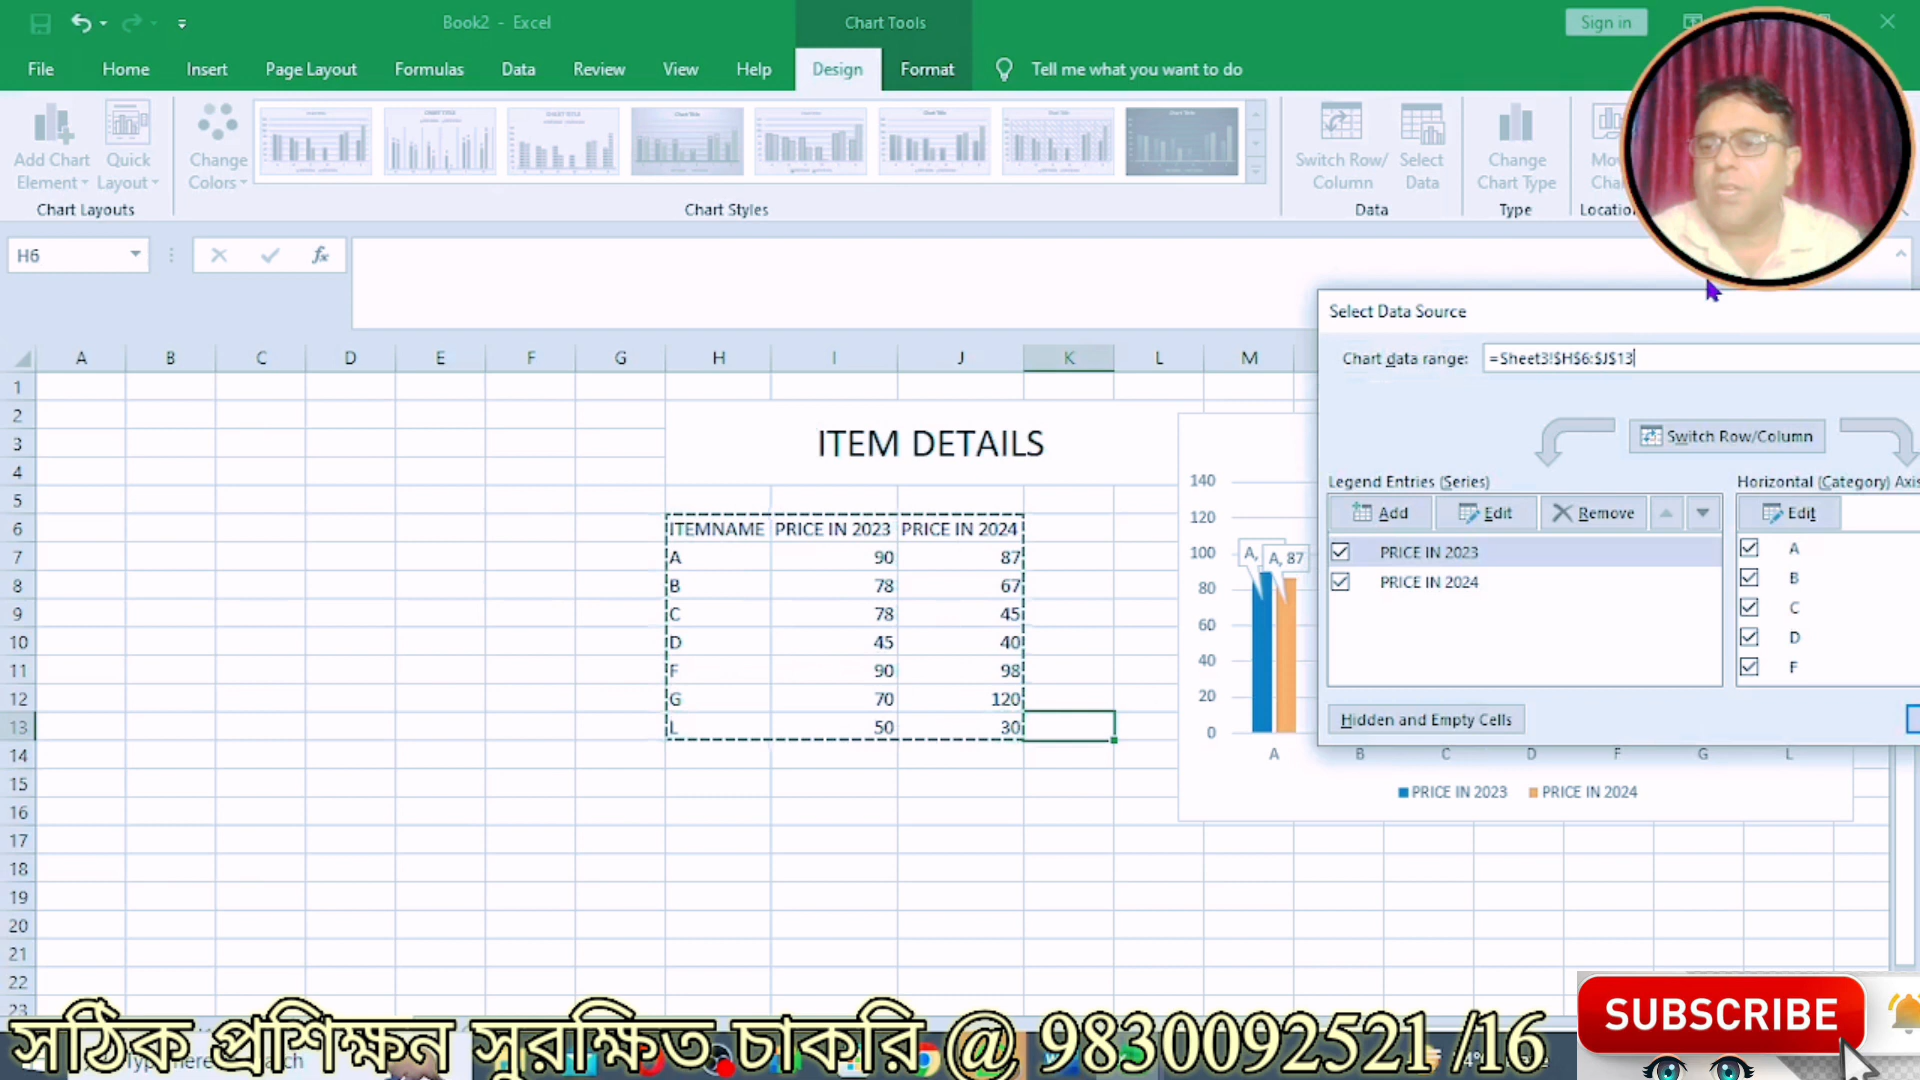 Book2 - Excel
Chart Tools
Sign in
File Home Insert Page Layout Formulas Data Review View Help Design Format Tell me what you want to do
Add Chart Element
Quick Layout
Change Colors
Switch Row/ Column
Select Data
Change Chart Type
Chart Layouts
Chart Styles
Data
Type
H6
fx
Select Data Source
Chart data range: =Sheet3!$H$6:$J$13
Switch Row/Column
Legend Entries (Series)
Horizontal (Category) Axis
Add Edit Remove
Edit
PRICE IN 2023
PRICE IN 2024
A
B
C
D
F
Hidden and Empty Cells
A B C D E F G H I J K L M
1
2
3
4
5
6
7
8
9
10
11
12
13
14
15
16
17
18
19
20
21
22
23
ITEM DETAILS
ITEMNAME PRICE IN 2023 PRICE IN 2024
A 90 87
B 78 67
C 78 45
D 45 40
F 90 98
G 70 120
L 50 30
140
120
100
80
60
40
20
0
A, 87
A B C D F G L
PRICE IN 2023 PRICE IN 2024
সঠিক প্রশিক্ষন সুরক্ষিত চাকরি @ 9830092521 /16
SUBSCRIBE